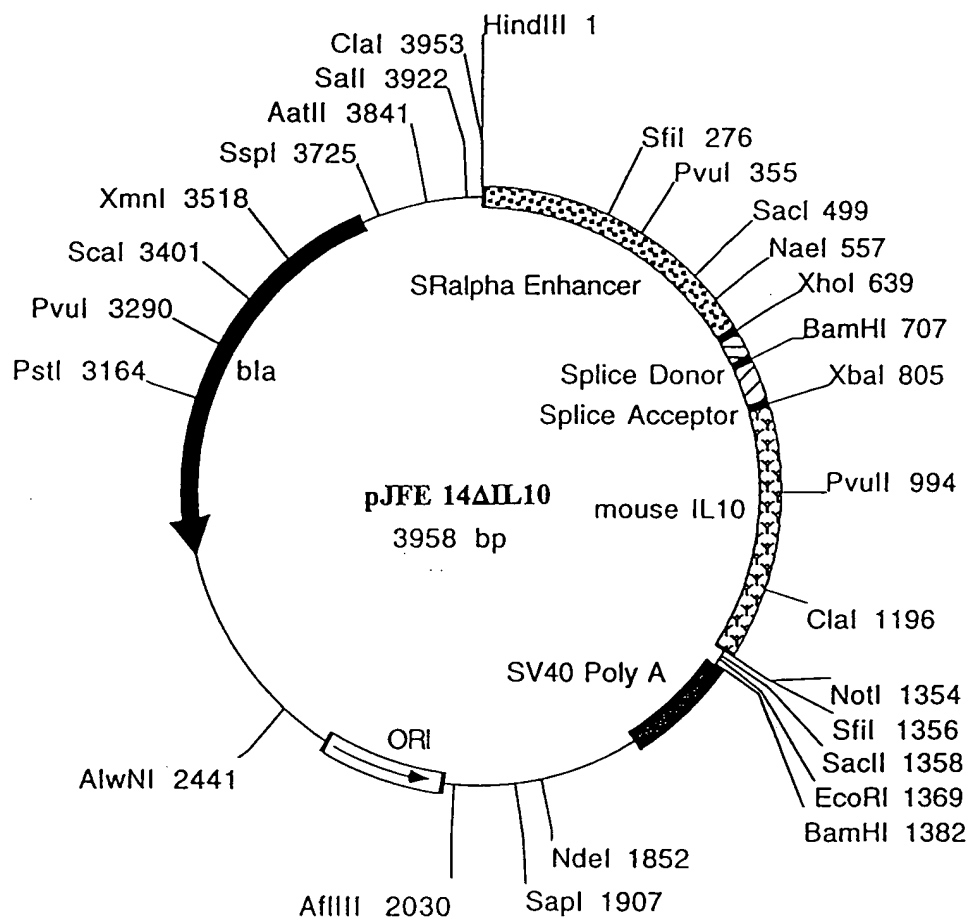 HindIII 1
ClaI 3953
SalI 3922
AatII 3841
SspI 3725
XmnI 3518
ScaI 3401
PvuI 3290
PstI 3164
bla
SfiI 276
PvuI 355
SacI 499
NaeI 557
XhoI 639
BamHI 707
XbaI 805
SRalpha Enhancer
Splice Donor
Splice Acceptor
pJFE 14ΔIL10
3958 bp
mouse IL10
PvuII 994
ClaI 1196
SV40 Poly A
NotI 1354
SfiI 1356
SacII 1358
EcoRI 1369
BamHI 1382
ORI
AlwNI 2441
AflIII 2030
NdeI 1852
SapI 1907